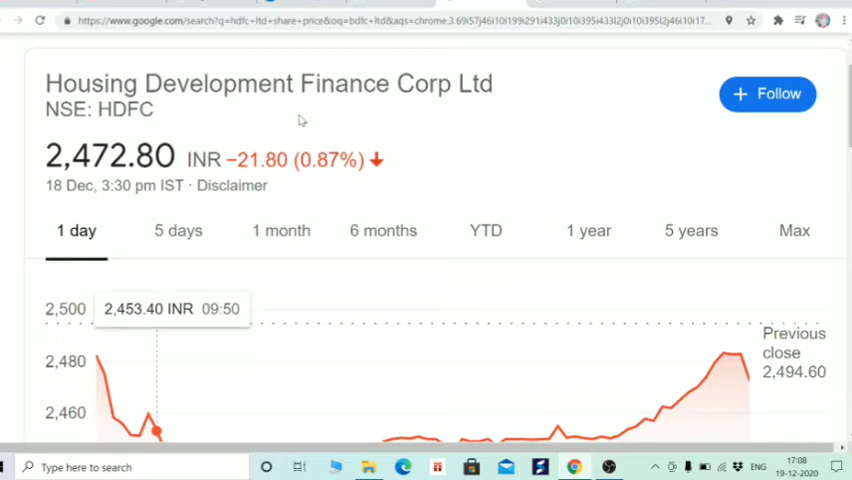 https://www.google.com/search?q=hdfc+ltd+share+price&oq=bdfc+ltd&aqs=chrome.3.69i57j46i10i199i291i433j0i10i395i433l2j0i10i395l2j46i10i17...
Housing Development Finance Corp Ltd
NSE: HDFC
+ Follow
2,472.80 INR −21.80 (0.87%)
18 Dec, 3:30 pm IST · Disclaimer
1 day 5 days 1 month 6 months YTD 1 year 5 years Max
2,500
2,453.40 INR 09:50
Previous
close
2,494.60
2,480
2,460
Type here to search
ENG
17:08
19-12-2020